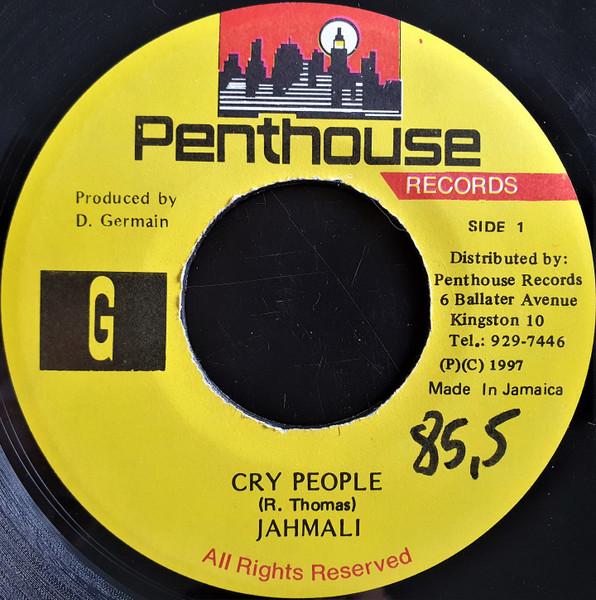 Penthouse
RECORDS
Produced by
D. Germain
SIDE 1
Distributed by:
Penthouse Records
6 Ballater Avenue
Kingston 10
Tel.: 929-7446
(P)(C) 1997
Made In Jamaica
G
85,5
CRY PEOPLE
(R. Thomas)
JAHMALI
All Rights Reserved